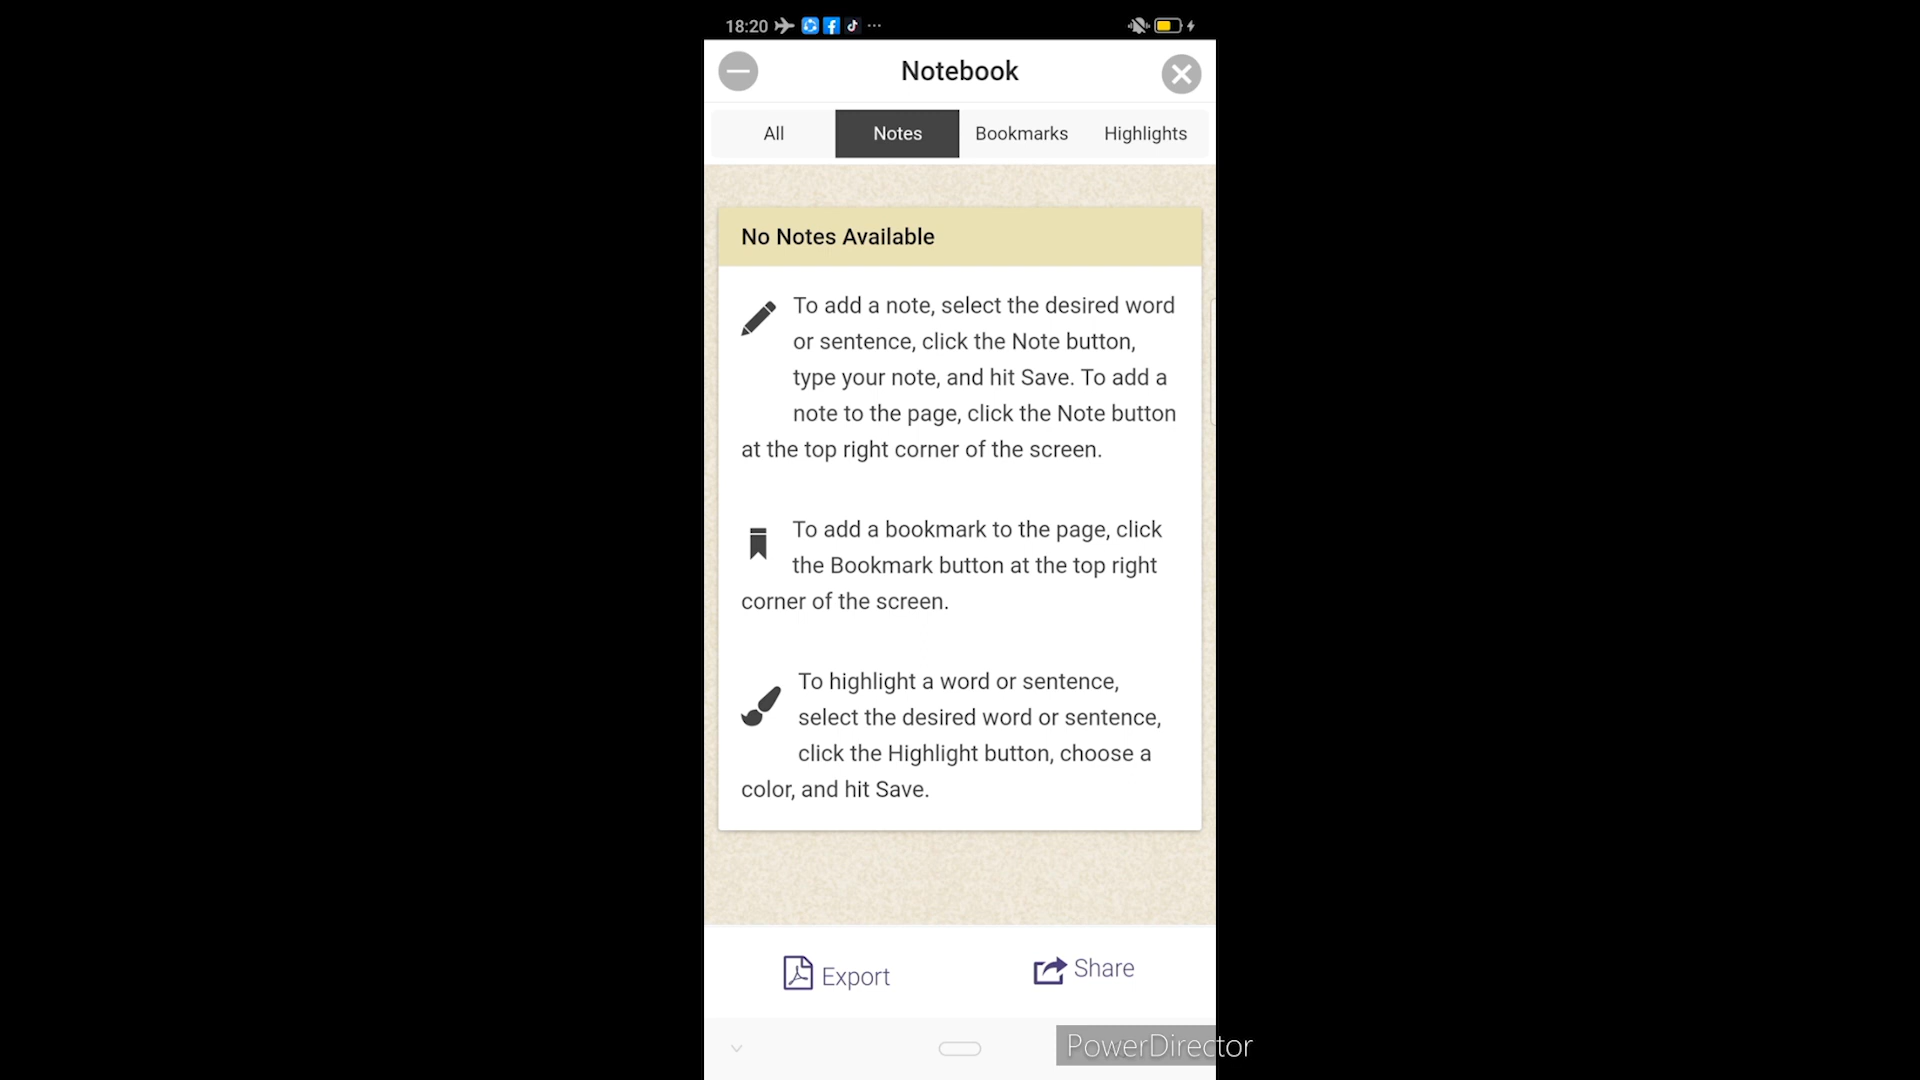 18:20
Notebook
All Notes Bookmarks Highlights
No Notes Available
To add a note, select the desired word
or sentence, click the Note button,
type your note, and hit Save. To add a
note to the page, click the Note button
at the top right corner of the screen.
To add a bookmark to the page, click
the Bookmark button at the top right
corner of the screen.
To highlight a word or sentence,
select the desired word or sentence,
click the Highlight button, choose a
color, and hit Save.
Export Share
PowerDirector